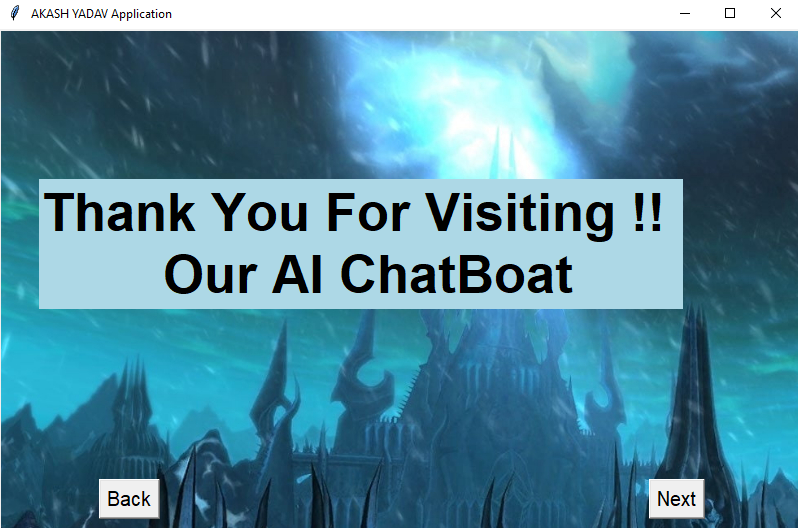 AKASH YADAV Application
Thank You For Visiting !!
Our AI ChatBoat
Back
Next